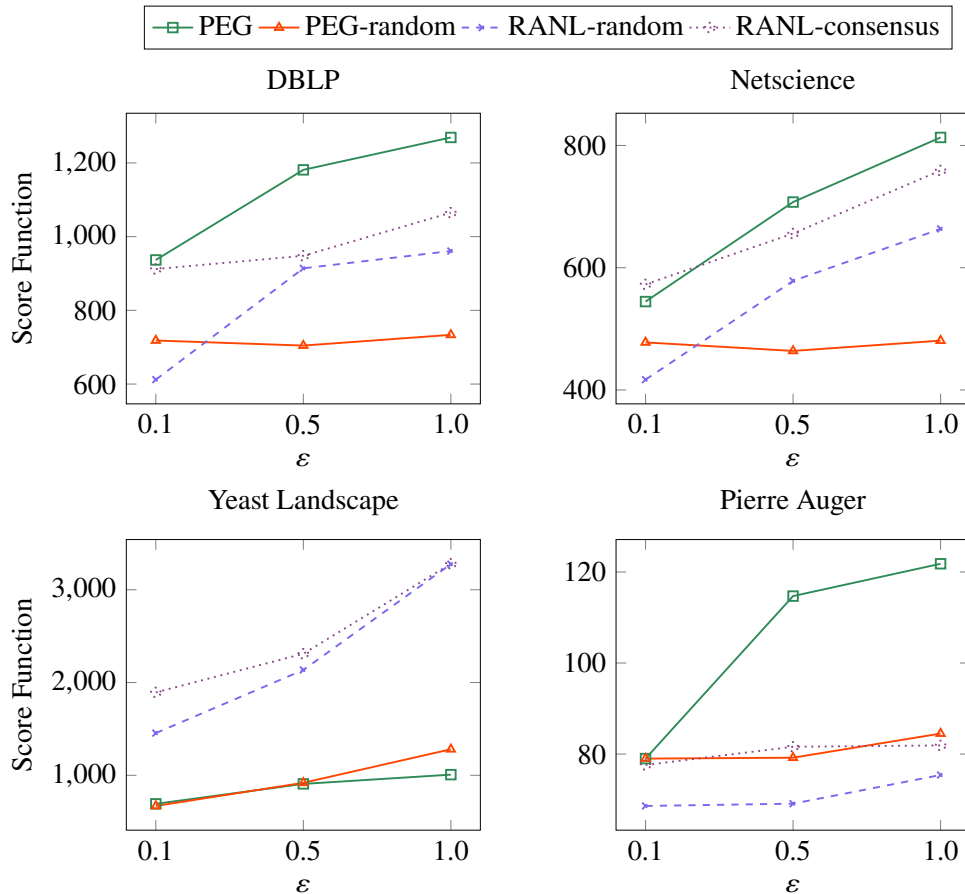 PEG PEG-random RANL-random RANL-consensus
DBLP
1,200
1,000
800
600
Score Function
0.1 0.5 1.0
ε
Netscience
800
600
400
0.1 0.5 1.0
ε
Yeast Landscape
3,000
2,000
1,000
Score Function
0.1 0.5 1.0
ε
Pierre Auger
120
100
80
0.1 0.5 1.0
ε